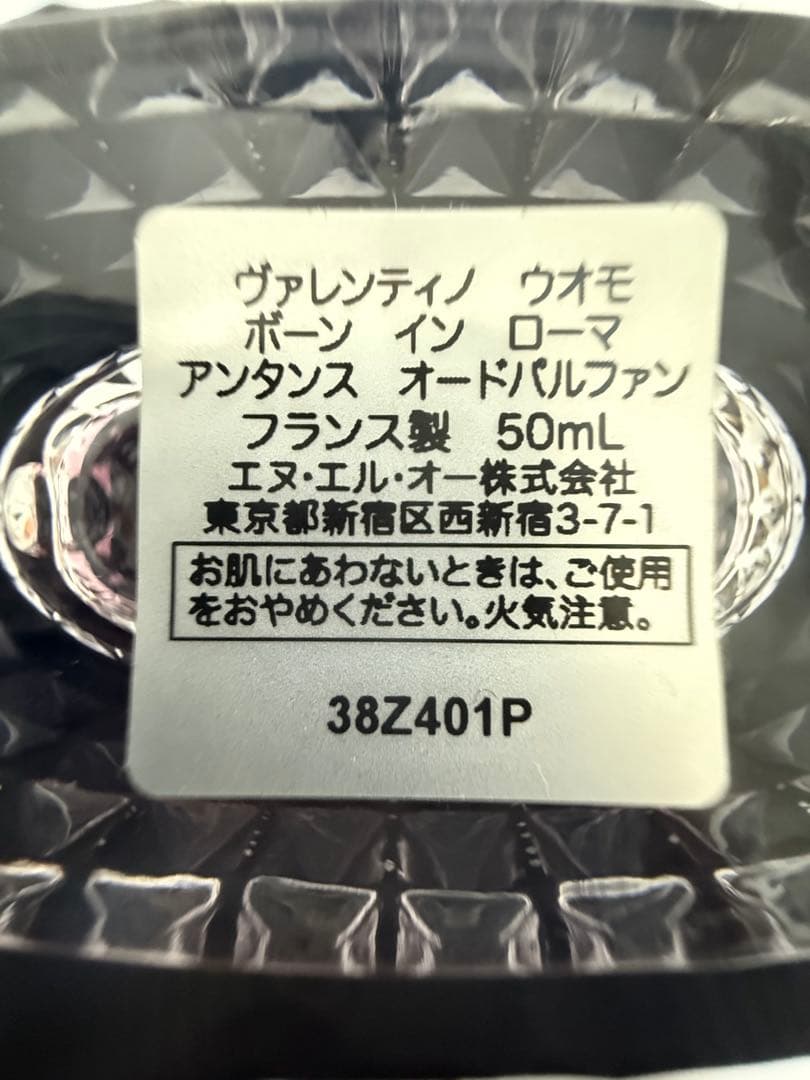 ヴァレンティノ　ウオモ
ボーン　イン　ローマ
アンタンス　オードパルファン
フランス製　50mL
エヌ・エル・オー株式会社
東京都新宿区西新宿3-7-1
お肌にあわないときは、ご使用
をおやめください。火気注意。
38Z401P